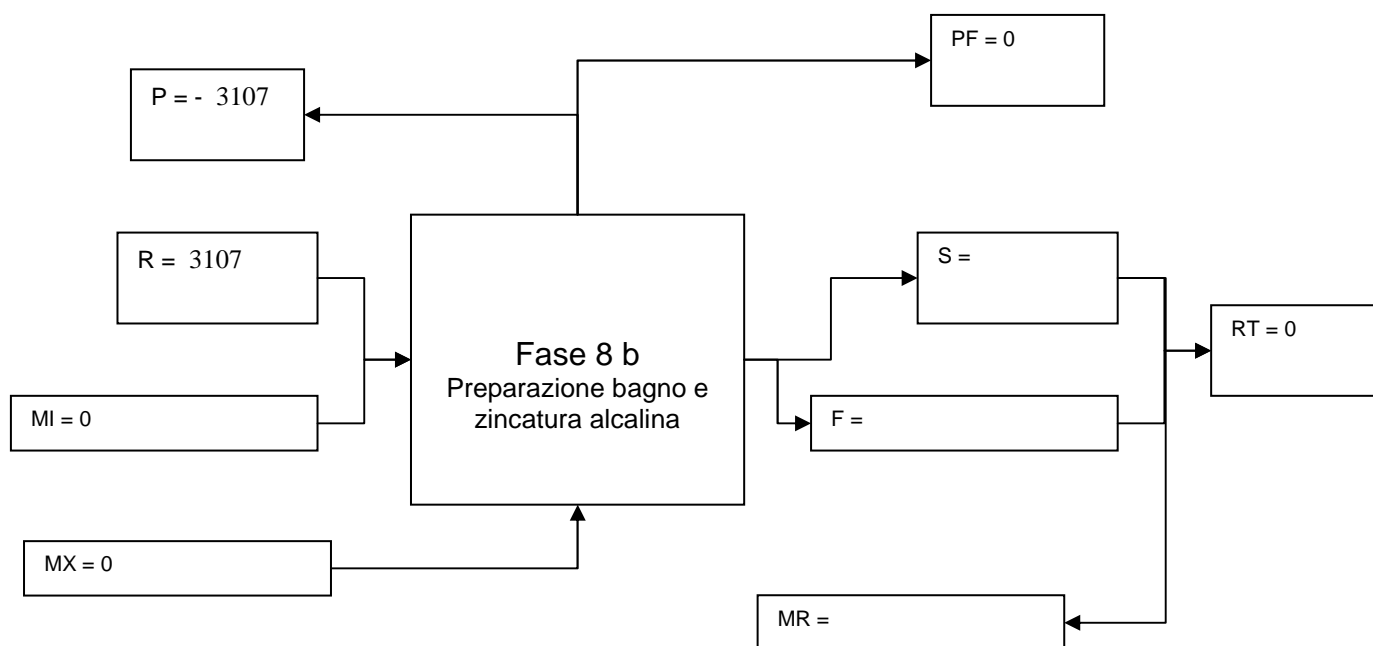 PF = 0
P = - 3107
R = 3107
S =
RT = 0
Fase 8 b
Preparazione bagno e
zincatura alcalina
MI = 0
F =
MX = 0
MR =